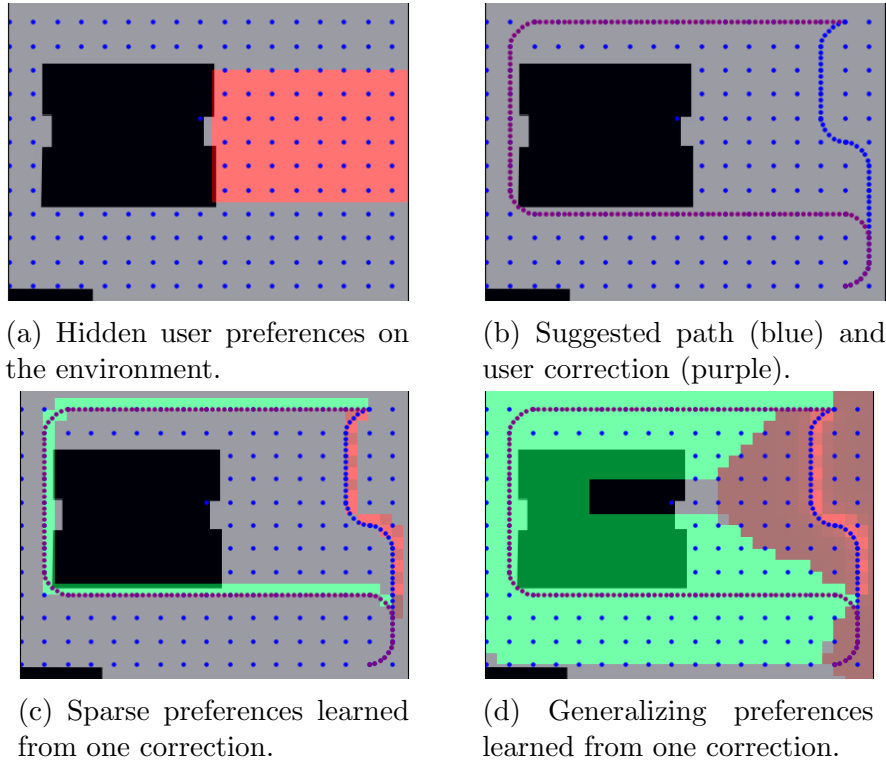 (a) Hidden user preferences on
the environment.
(b) Suggested path (blue) and
user correction (purple).
(c) Sparse preferences learned
from one correction.
(d) Generalizing preferences
learned from one correction.